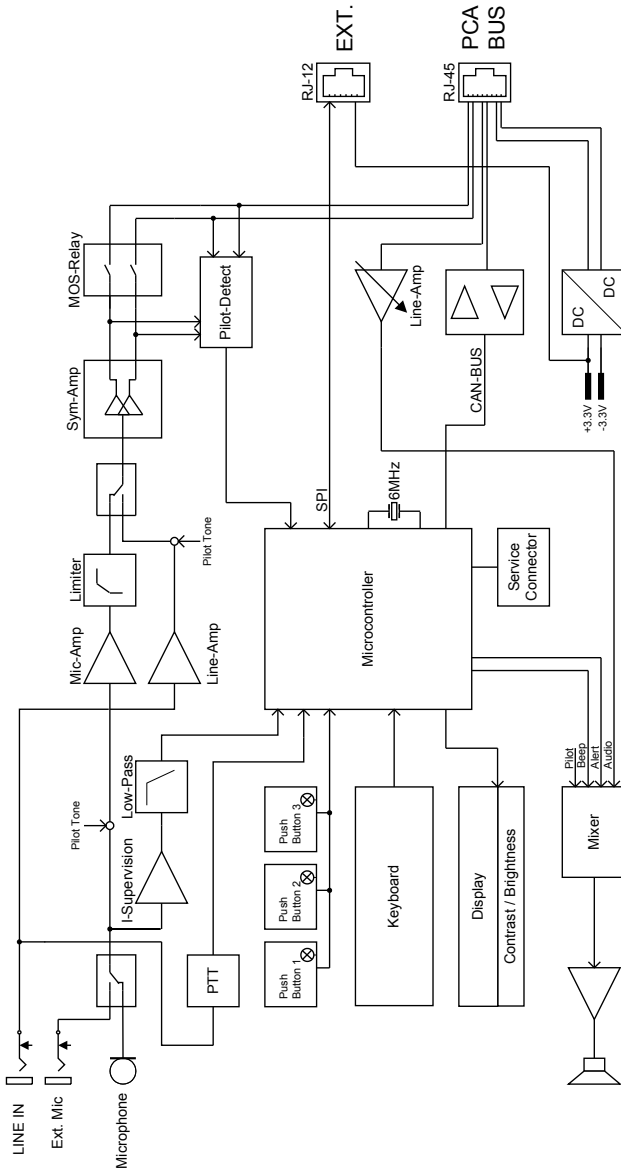 LINE IN
Ext. Mic
Microphone
Pilot Tone
I-Supervision
Low-Pass
PTT
Mic-Amp
Line-Amp
Limiter
Pilot Tone
Sym-Amp
MOS-Relay
Pilot-Detect
RJ-12
EXT.
RJ-45
PCA
BUS
Push
Button 1
Push
Button 2
Push
Button 3
Keyboard
Display
Contrast / Brightness
Microcontroller
SPI
6MHz
Service
Connector
CAN-BUS
Line-Amp
DC
DC
+3.3V
-3.3V
Pilot
Beep
Alert
Audio
Mixer